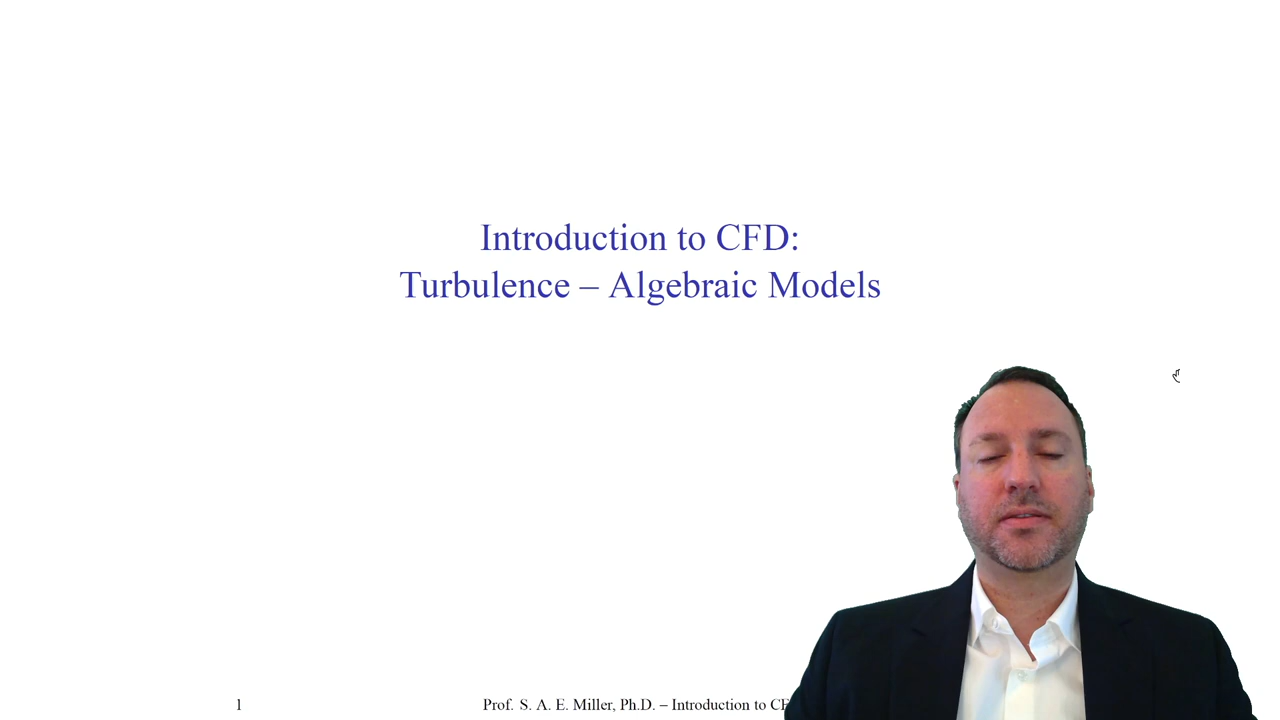 Introduction to CFD:
Turbulence – Algebraic Models
1
Prof. S. A. E. Miller, Ph.D. – Introduction to